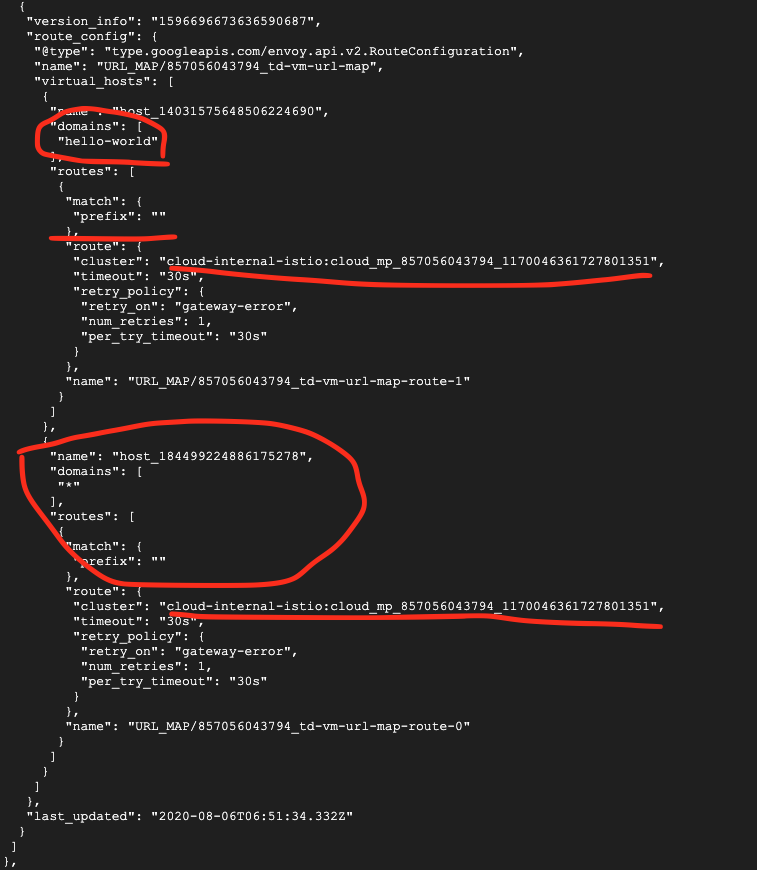 {
"version_info": "1596696673636590687",
"route_config": {
"@type": "type.googleapis.com/envoy.api.v2.RouteConfiguration",
"name": "URL_MAP/857056043794_td-vm-url-map",
"virtual_hosts": [
{
"name": "host_14031575648506224690",
"domains": [
"hello-world"
],
"routes": [
{
"match": {
"prefix": ""
},
"route": {
"cluster": "cloud-internal-istio:cloud_mp_857056043794_1170046361727801351",
"timeout": "30s",
"retry_policy": {
"retry_on": "gateway-error",
"num_retries": 1,
"per_try_timeout": "30s"
}
},
"name": "URL_MAP/857056043794_td-vm-url-map-route-1"
}
]
},
{
"name": "host_184499224886175278",
"domains": [
"*"
],
"routes": [
{
"match": {
"prefix": ""
},
"route": {
"cluster": "cloud-internal-istio:cloud_mp_857056043794_1170046361727801351",
"timeout": "30s",
"retry_policy": {
"retry_on": "gateway-error",
"num_retries": 1,
"per_try_timeout": "30s"
}
},
"name": "URL_MAP/857056043794_td-vm-url-map-route-0"
}
]
}
]
},
"last_updated": "2020-08-06T06:51:34.332Z"
}
]
},